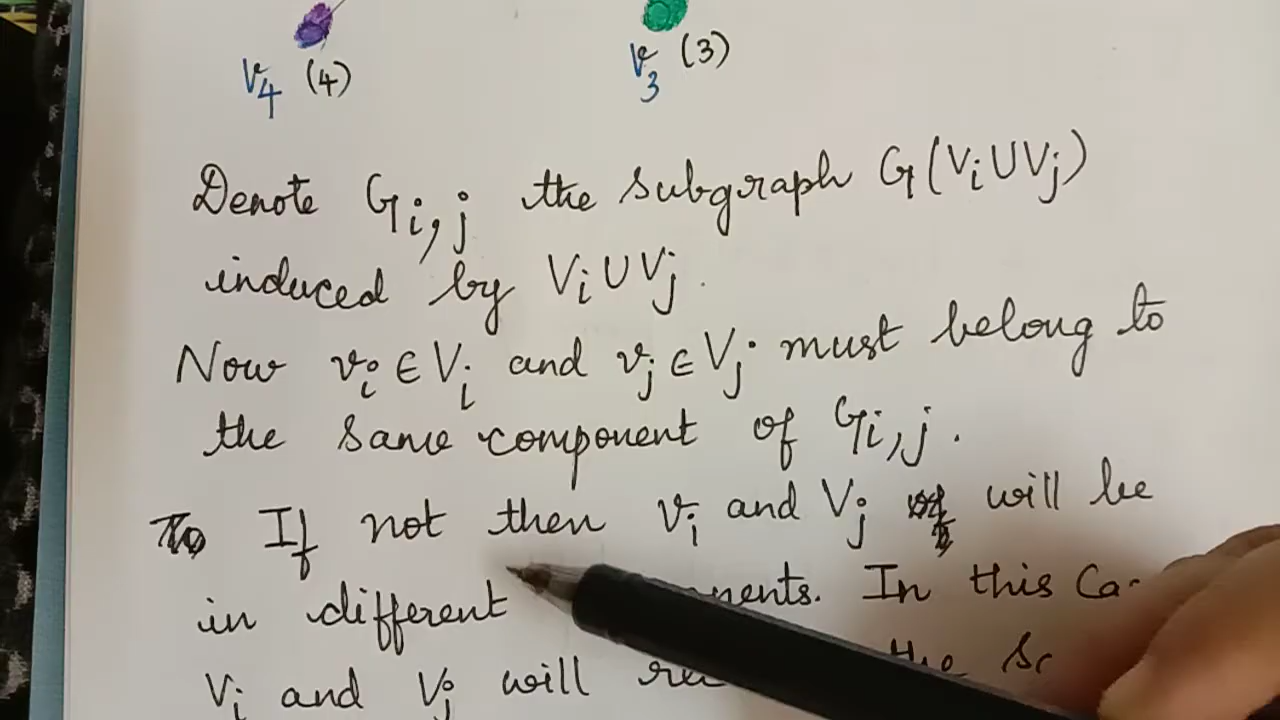 V4 (4) V3 (3)
Denote Gi,j the subgraph G(Vi∪Vj)
induced by Vi∪Vj.
Now vi∈Vi and vj∈Vj must belong to
the same component of Gi,j.
If not then vi and Vj will be
in different In this
Vi and Vj will the